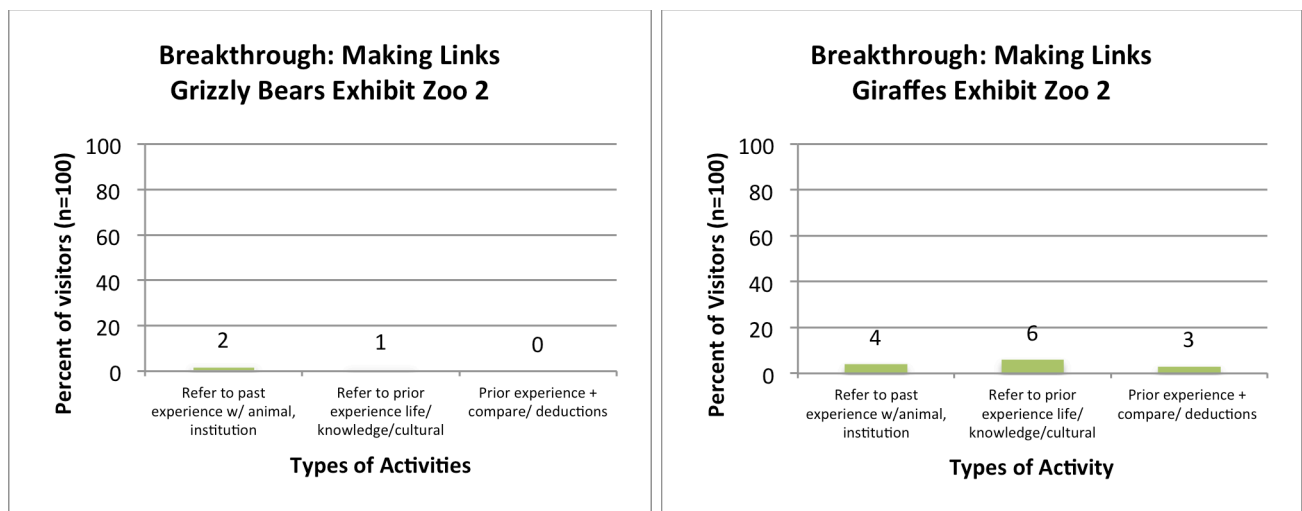 Breakthrough: Making Links
Grizzly Bears Exhibit Zoo 2
Percent of visitors (n=100)
100
80
60
40
20
0
2
1
0
Refer to past
experience w/ animal,
institution
Refer to prior
experience life/
knowledge/cultural
Prior experience +
compare/ deductions
Types of Activities
Breakthrough: Making Links
Giraffes Exhibit Zoo 2
Percent of Visitors (n=100)
100
80
60
40
20
0
4
6
3
Refer to past
experience w/animal,
institution
Refer to prior
experience life/
knowledge/cultural
Prior experience +
compare/ deductions
Types of Activity